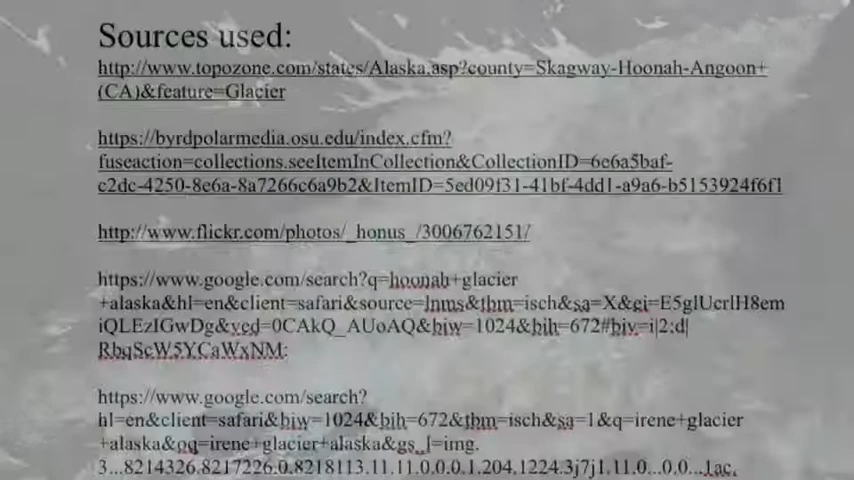 Sources used:
http://www.topozone.com/states/Alaska.asp?county=Skagway-Hoonah-Angoon+
(CA)&feature=Glacier
https://byrdpolarmedia.osu.edu/index.cfm?
fuseaction=collections.seeItemInCollection&CollectionID=6e6a5baf-
c2dc-4250-8e6a-8a7266c6a9b2&ItemID=5ed09f31-41bf-4dd1-a9a6-b5153924f6f1
http://www.flickr.com/photos/_honus_/3006762151/
https://www.google.com/search?q=hoonah+glacier
+alaska&hl=en&client=safari&source=lnms&tbm=isch&sa=X&ei=E5glUcrlH8em
iQLEzIGwDg&ved=0CAkQ_AUoAQ&biw=1024&bih=672#biv=i|2;d|
RbqScW5YCaWxNM:
https://www.google.com/search?
hl=en&client=safari&biw=1024&bih=672&tbm=isch&sa=1&q=irene+glacier
+alaska&oq=irene+glacier+alaska&gs_l=img.
3...8214326.8217226.0.8218113.11.11.0.0.0.1.204.1224.3j7j1.11.0...0.0...1ac.